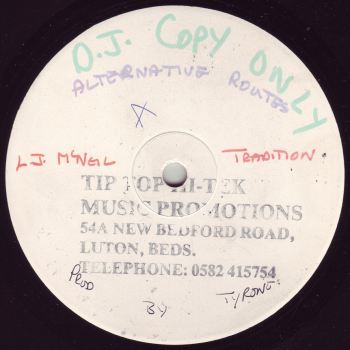 D.J. COPY ONLY
ALTERNATIVE ROUTES
A
L.J. McNEIL
TRADITION
TIP TOP HI-TEK
MUSIC PROMOTIONS
54A NEW BEDFORD ROAD,
LUTON, BEDS.
TELEPHONE: 0582 415754
PROD BY TYRONE